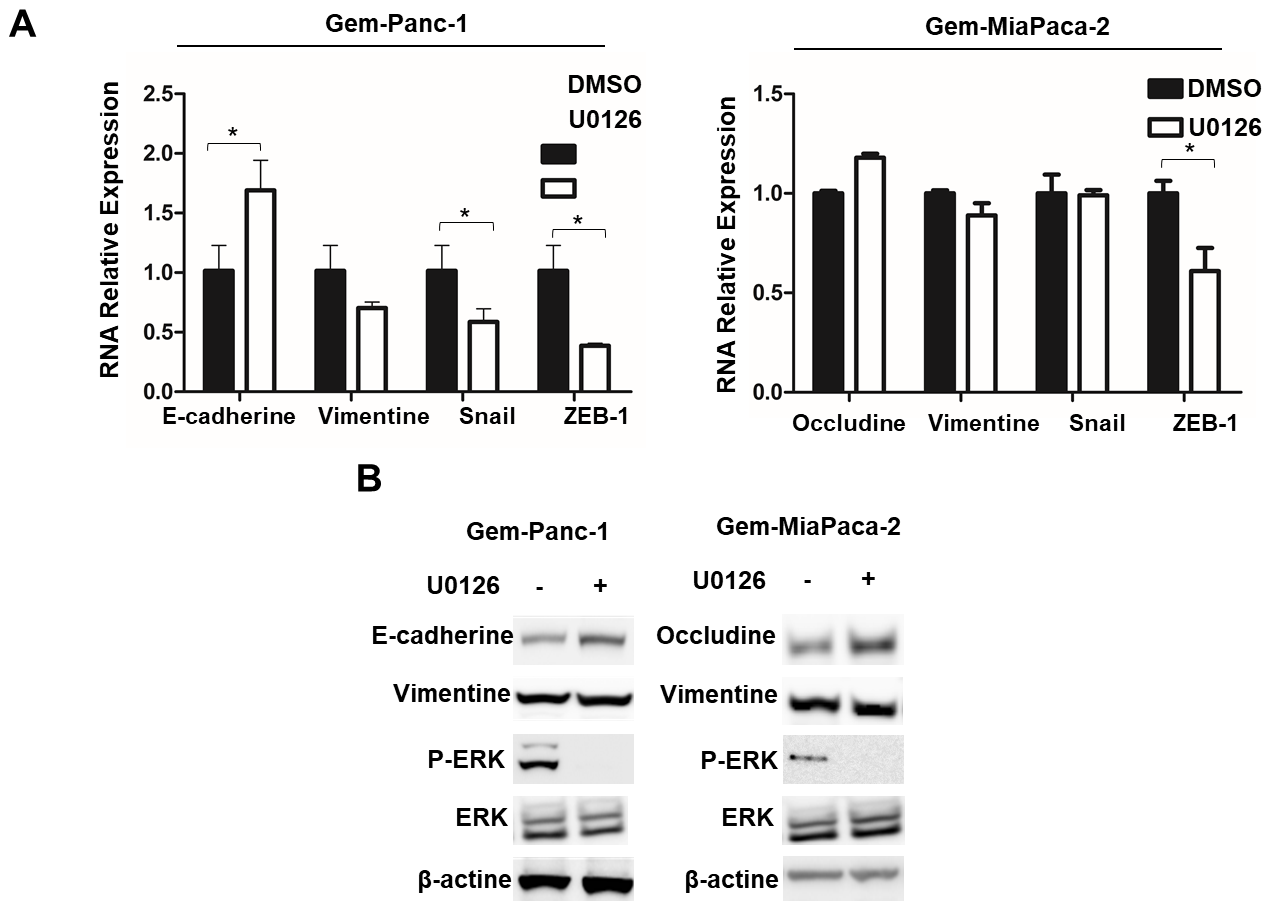 A
Gem-Panc-1
RNA Relative Expression
2.5
2.0
1.5
1.0
0.5
0.0
DMSO
U0126
*
*
*
E-cadherine Vimentine Snail ZEB-1
Gem-MiaPaca-2
RNA Relative Expression
1.5
1.0
0.5
0.0
DMSO
U0126
*
Occludine Vimentine Snail ZEB-1
B
Gem-Panc-1
U0126 - +
E-cadherine
Vimentine
P-ERK
ERK
β-actine
Gem-MiaPaca-2
U0126 - +
Occludine
Vimentine
P-ERK
ERK
β-actine